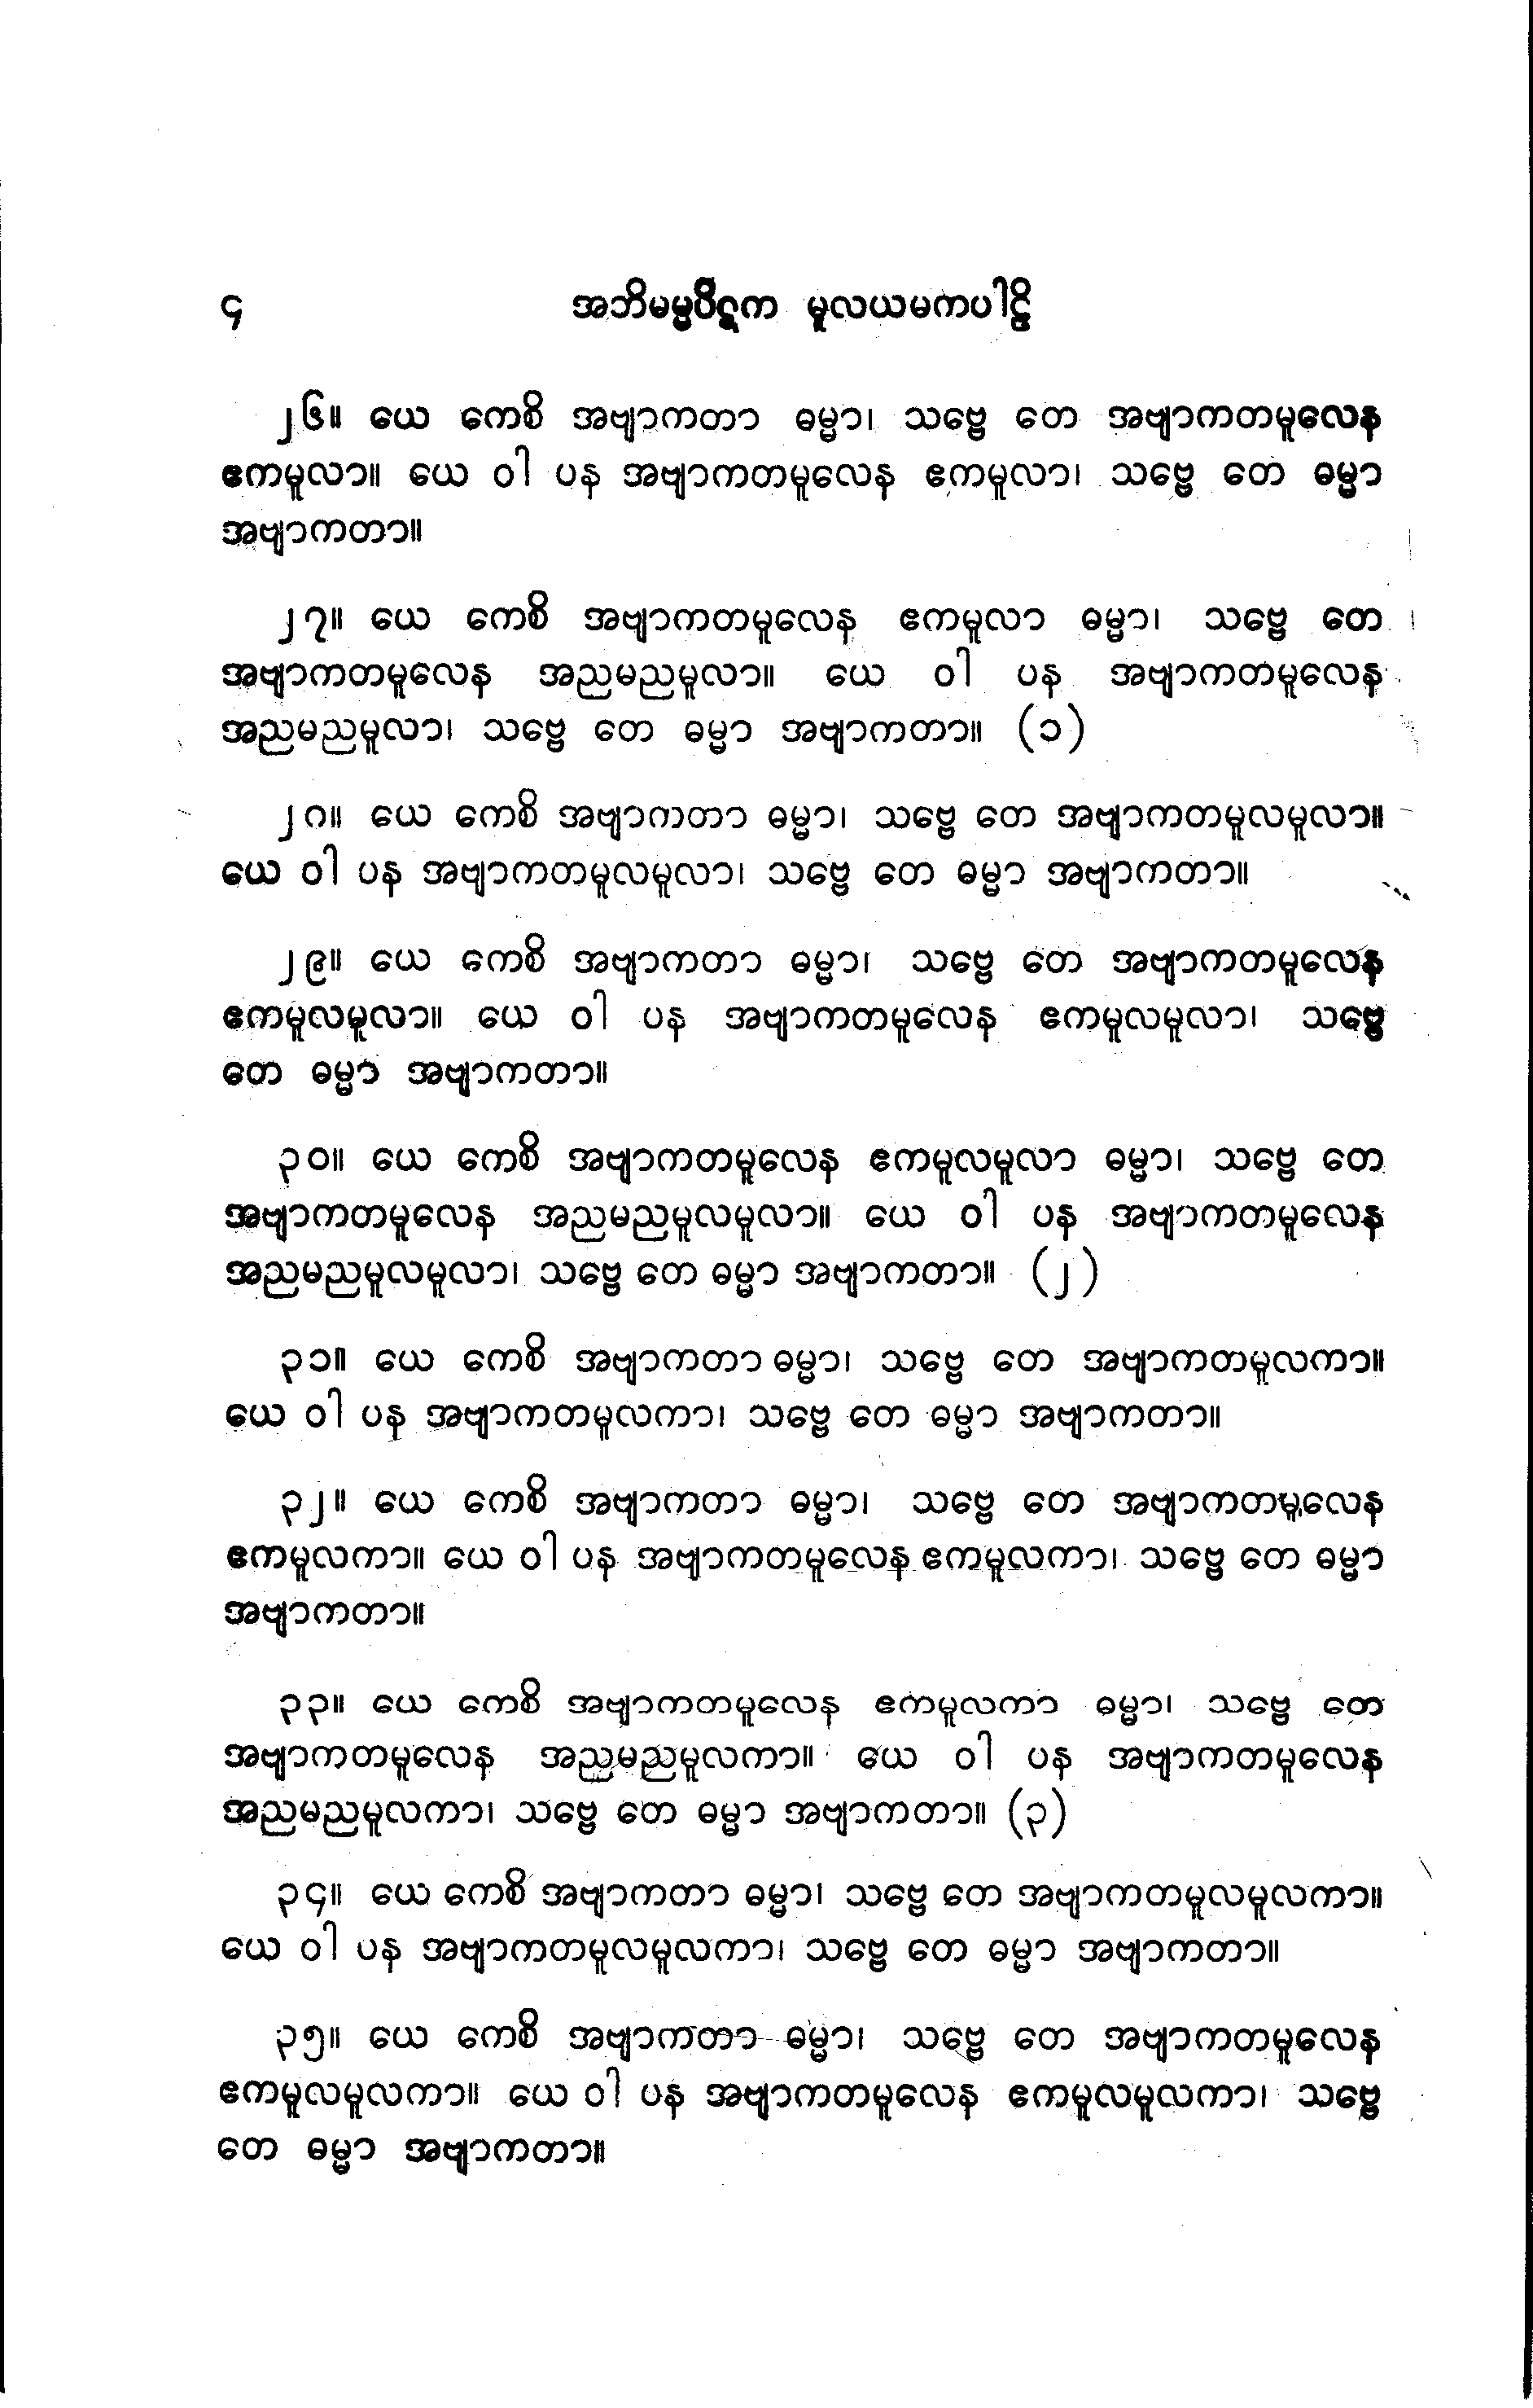 ၄ အဘိဓမ္မပိဋက မူလယမကပါဠိ
၂၆။ ယေ ကေစိ အဗျာကတာ ဓမ္မာ၊ သဗ္ဗေ တေ အဗျာကတမူလေန
ဧကမူလာ။ ယေ ဝါ ပန အဗျာကတမူလေန ဧကမူလာ၊ သဗ္ဗေ တေ ဓမ္မာ
အဗျာကတာ။
၂၇။ ယေ ကေစိ အဗျာကတမူလေန ဧကမူလာ ဓမ္မာ၊ သဗ္ဗေ တေ
အဗျာကတမူလေန အညမညမူလာ။ ယေ ဝါ ပန အဗျာကတမူလေန
အညမညမူလာ၊ သဗ္ဗေ တေ ဓမ္မာ အဗျာကတာ။ (၁)
၂၈။ ယေ ကေစိ အဗျာကတာ ဓမ္မာ၊ သဗ္ဗေ တေ အဗျာကတမူလမူလာ။
ယေ ဝါ ပန အဗျာကတမူလမူလာ၊ သဗ္ဗေ တေ ဓမ္မာ အဗျာကတာ။
၂၉။ ယေ ကေစိ အဗျာကတာ ဓမ္မာ၊ သဗ္ဗေ တေ အဗျာကတမူလေန
ဧကမူလမူလာ။ ယေ ဝါ ပန အဗျာကတမူလေန ဧကမူလမူလာ၊ သဗ္ဗေ
တေ ဓမ္မာ အဗျာကတာ။
၃၀။ ယေ ကေစိ အဗျာကတမူလေန ဧကမူလမူလာ ဓမ္မာ၊ သဗ္ဗေ တေ
အဗျာကတမူလေန အညမညမူလမူလာ။ ယေ ဝါ ပန အဗျာကတမူလေန
အညမညမူလမူလာ၊ သဗ္ဗေ တေ ဓမ္မာ အဗျာကတာ။ (၂)
၃၁။ ယေ ကေစိ အဗျာကတာ ဓမ္မာ၊ သဗ္ဗေ တေ အဗျာကတမူလကာ။
ယေ ဝါ ပန အဗျာကတမူလကာ၊ သဗ္ဗေ တေ ဓမ္မာ အဗျာကတာ။
၃၂။ ယေ ကေစိ အဗျာကတာ ဓမ္မာ၊ သဗ္ဗေ တေ အဗျာကတမူလေန
ဧကမူလကာ။ ယေ ဝါ ပန အဗျာကတမူလေန ဧကမူလကာ၊ သဗ္ဗေ တေ ဓမ္မာ
အဗျာကတာ။
၃၃။ ယေ ကေစိ အဗျာကတမူလေန ဧကမူလကာ ဓမ္မာ၊ သဗ္ဗေ တေ
အဗျာကတမူလေန အညမညမူလကာ။ ယေ ဝါ ပန အဗျာကတမူလေန
အညမညမူလကာ၊ သဗ္ဗေ တေ ဓမ္မာ အဗျာကတာ။ (၃)
၃၄။ ယေ ကေစိ အဗျာကတာ ဓမ္မာ၊ သဗ္ဗေ တေ အဗျာကတမူလမူလကာ။
ယေ ဝါ ပန အဗျာကတမူလမူလကာ၊ သဗ္ဗေ တေ ဓမ္မာ အဗျာကတာ။
၃၅။ ယေ ကေစိ အဗျာကတာ ဓမ္မာ၊ သဗ္ဗေ တေ အဗျာကတမူလေန
ဧကမူလမူလကာ။ ယေ ဝါ ပန အဗျာကတမူလေန ဧကမူလမူလကာ၊ သဗ္ဗေ
တေ ဓမ္မာ အဗျာကတာ။